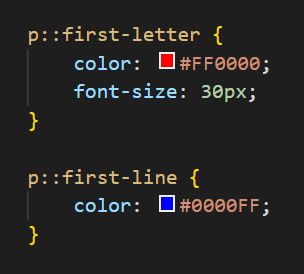 p::first-letter {
    color: #FF0000;
    font-size: 30px;
}

p::first-line {
    color: #0000FF;
}